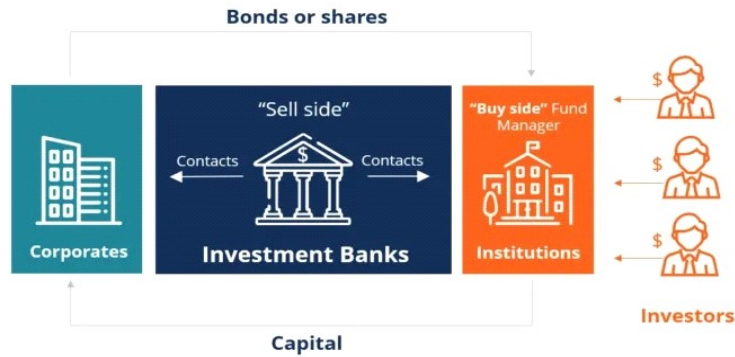 Bonds or shares
"Sell side"
Contacts
$
Contacts
Corporates
Investment Banks
"Buy side" Fund
Manager
Institutions
$
$
$
Investors
Capital